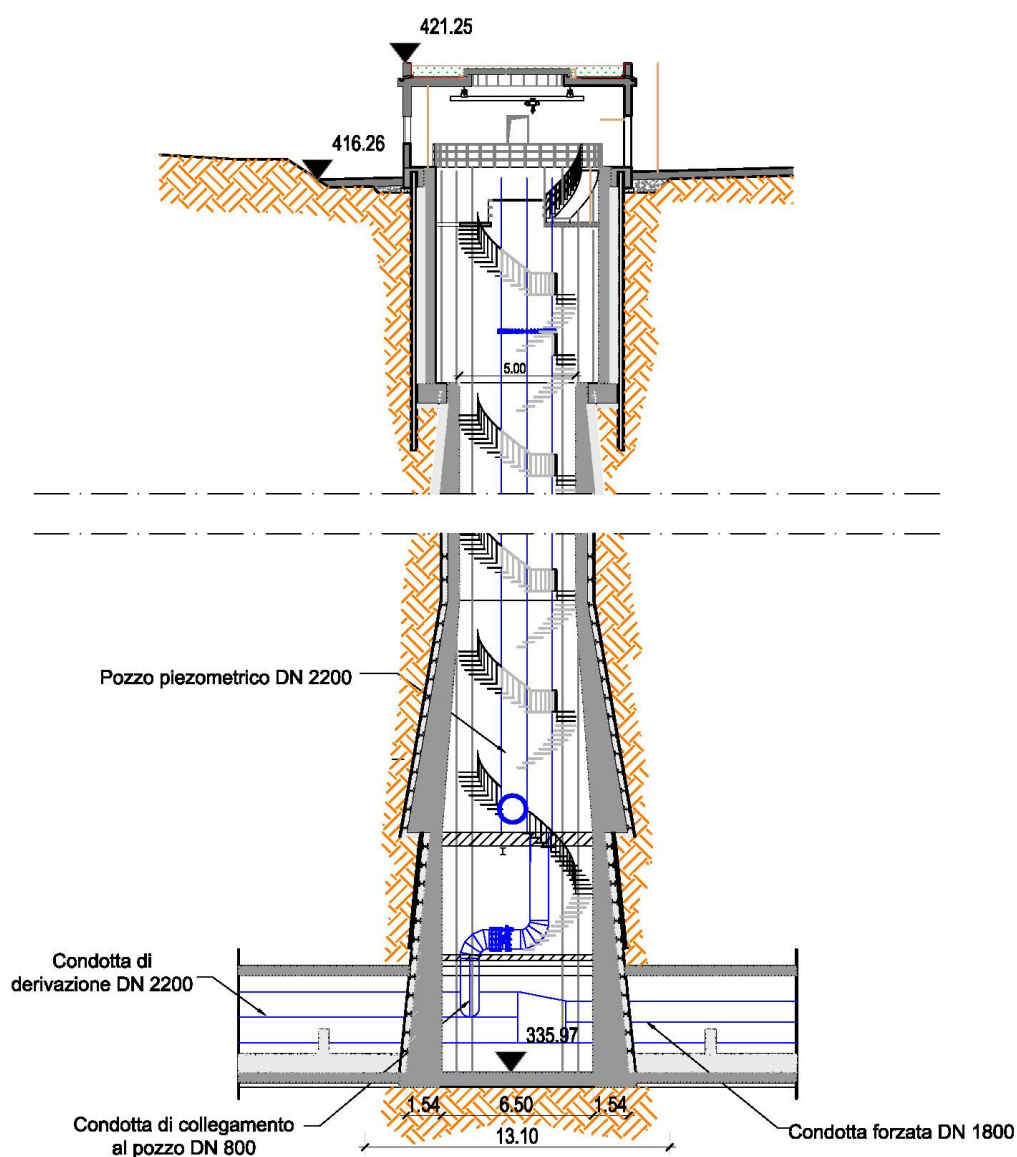 421.25
416.26
5.00
Pozzo piezometrico DN 2200
Condotta di
derivazione DN 2200
335.97
1.54 6.50 1.54
Condotta di collegamento
al pozzo DN 800
13.10
Condotta forzata DN 1800